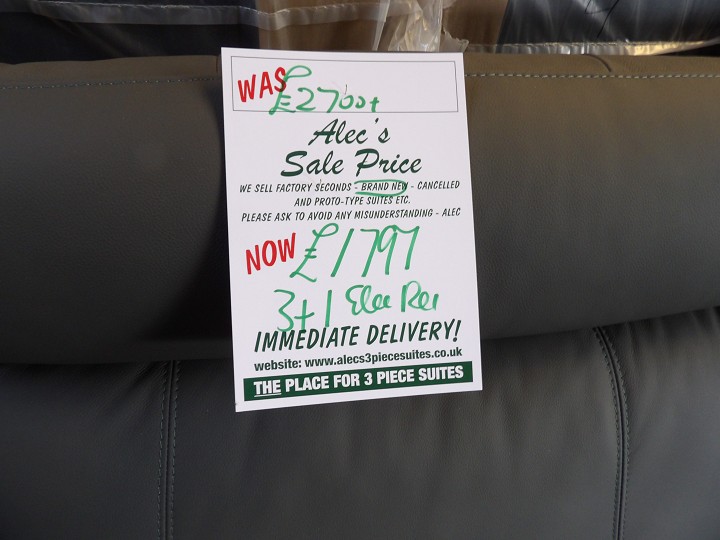 WAS £2700+
Alec's
Sale Price
WE SELL FACTORY SECONDS - BRAND NEW - CANCELLED
AND PROTO-TYPE SUITES ETC.
PLEASE ASK TO AVOID ANY MISUNDERSTANDING - ALEC
NOW £1797
3+1 Elec Rec
IMMEDIATE DELIVERY!
website: www.alecs3piecesuites.co.uk
THE PLACE FOR 3 PIECE SUITES